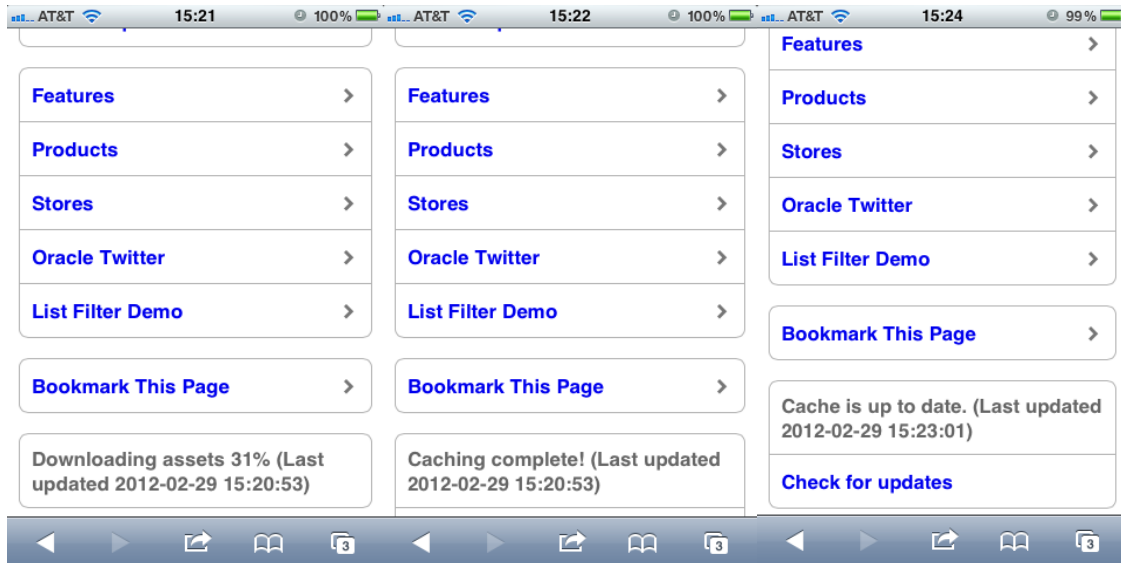 AT&T 15:21 100%
Features
Products
Stores
Oracle Twitter
List Filter Demo
Bookmark This Page
Downloading assets 31% (Last
updated 2012-02-29 15:20:53)
3
AT&T 15:22 100%
Features
Products
Stores
Oracle Twitter
List Filter Demo
Bookmark This Page
Caching complete! (Last updated
2012-02-29 15:20:53)
3
AT&T 15:24 99%
Features
Products
Stores
Oracle Twitter
List Filter Demo
Bookmark This Page
Cache is up to date. (Last updated
2012-02-29 15:23:01)
Check for updates
3